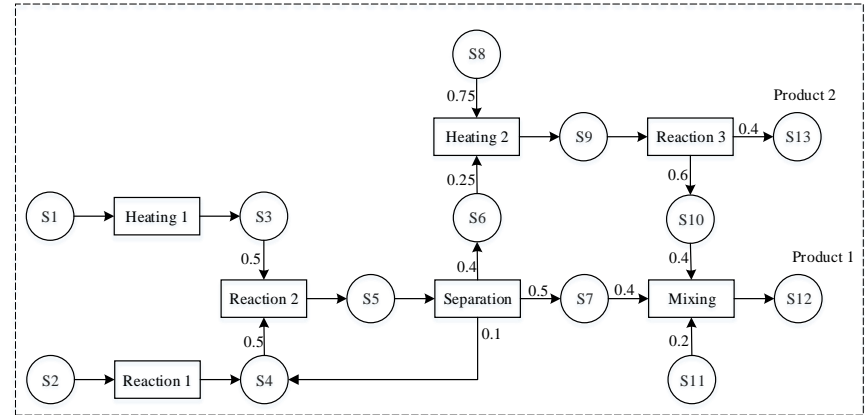 S8
0.75
Product 2
Heating 2
S9
Reaction 3
0.4
S13
0.25
0.6
S1
Heating 1
S3
S6
S10
0.5
0.4
0.4
Product 1
Reaction 2
S5
Separation
0.5
S7
0.4
Mixing
S12
0.5
0.1
0.2
S2
Reaction 1
S4
S11